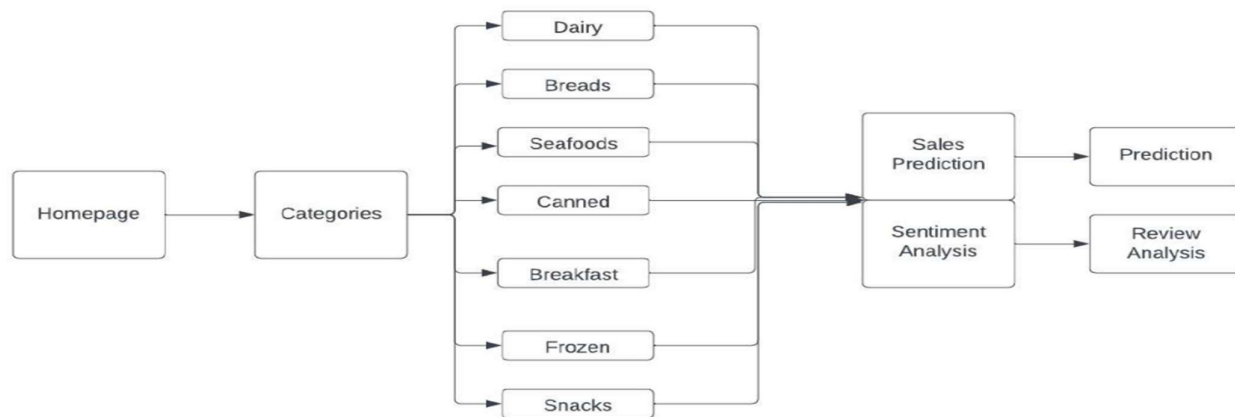 Homepage
Categories
Dairy
Breads
Seafoods
Canned
Breakfast
Frozen
Snacks
Sales
Prediction
Sentiment
Analysis
Prediction
Review
Analysis